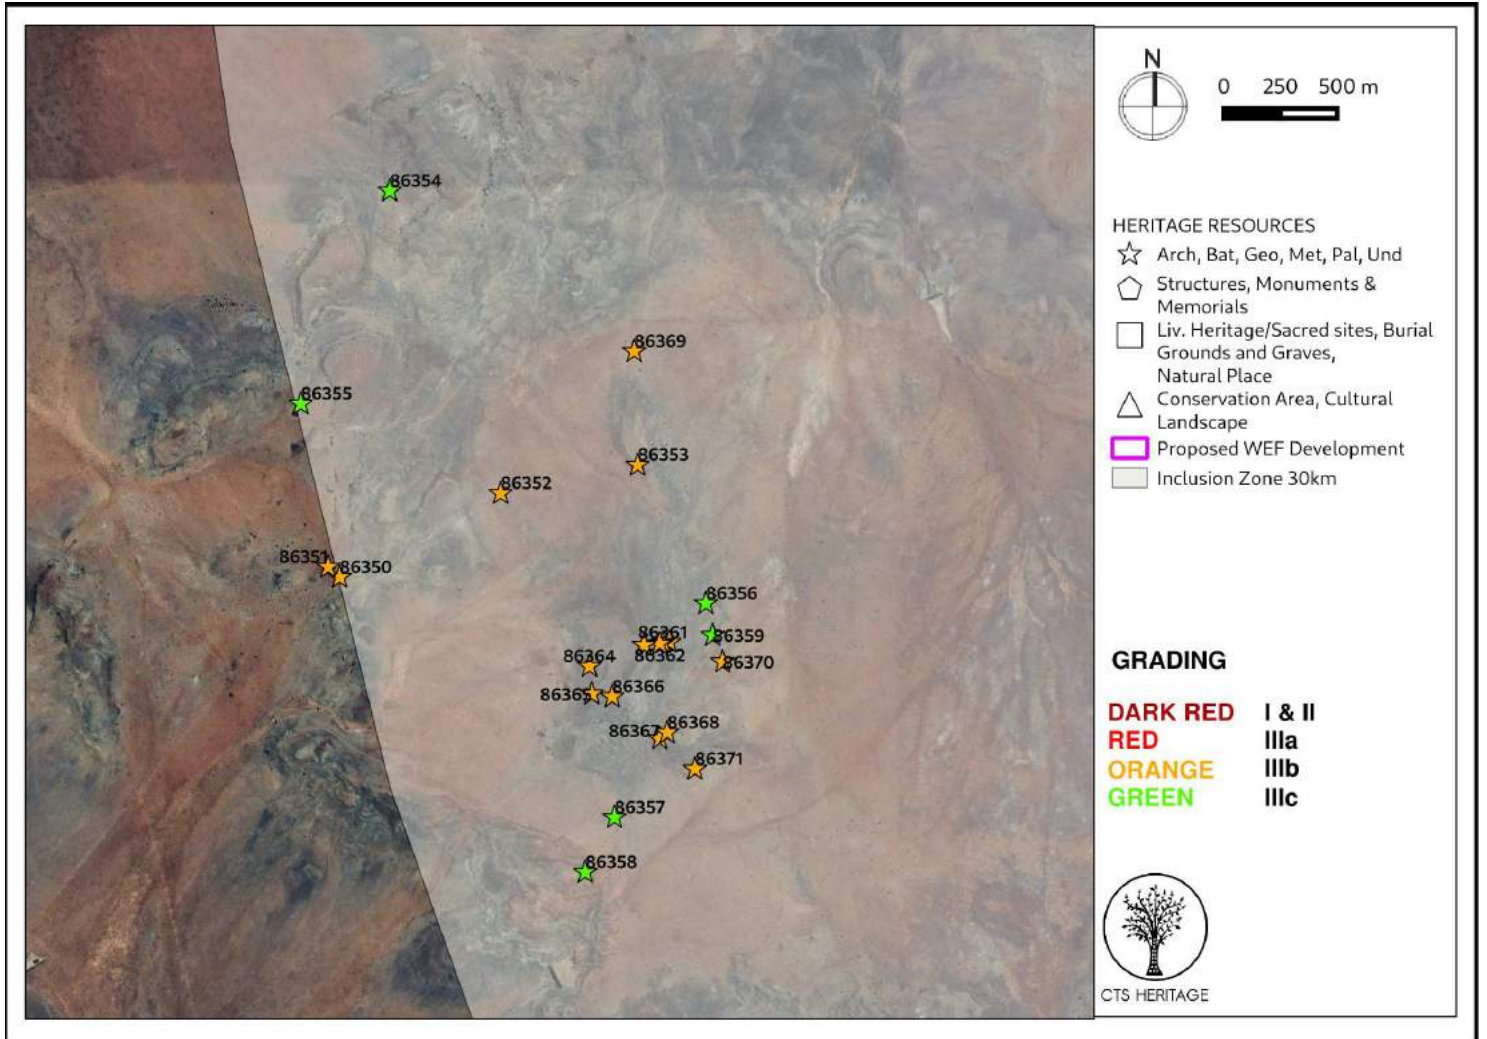 86354
86369
86355
86353
86352
86351
86350
86356
86361
86359
86362
86364
86370
86365
86366
86368
86367
86371
86357
86358
N
0 250 500 m
HERITAGE RESOURCES
Arch, Bat, Geo, Met, Pal, Und
Structures, Monuments &
Memorials
Liv. Heritage/Sacred sites, Burial
Grounds and Graves,
Natural Place
Conservation Area, Cultural
Landscape
Proposed WEF Development
Inclusion Zone 30km
GRADING
DARK RED I & II
RED IIIa
ORANGE IIIb
GREEN IIIc
CTS HERITAGE